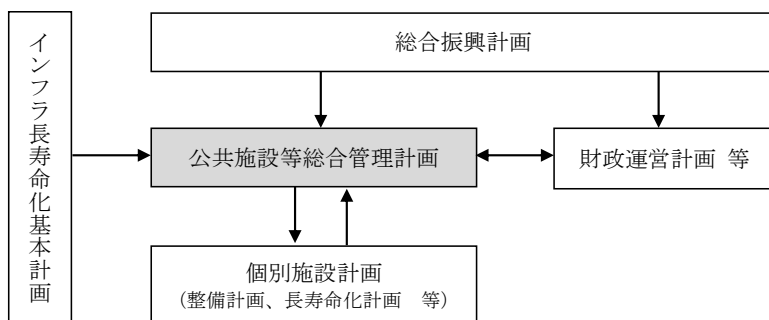 インフラ長寿命化基本計画
総合振興計画
公共施設等総合管理計画
財政運営計画 等
個別施設計画
（整備計画、長寿命化計画　等）